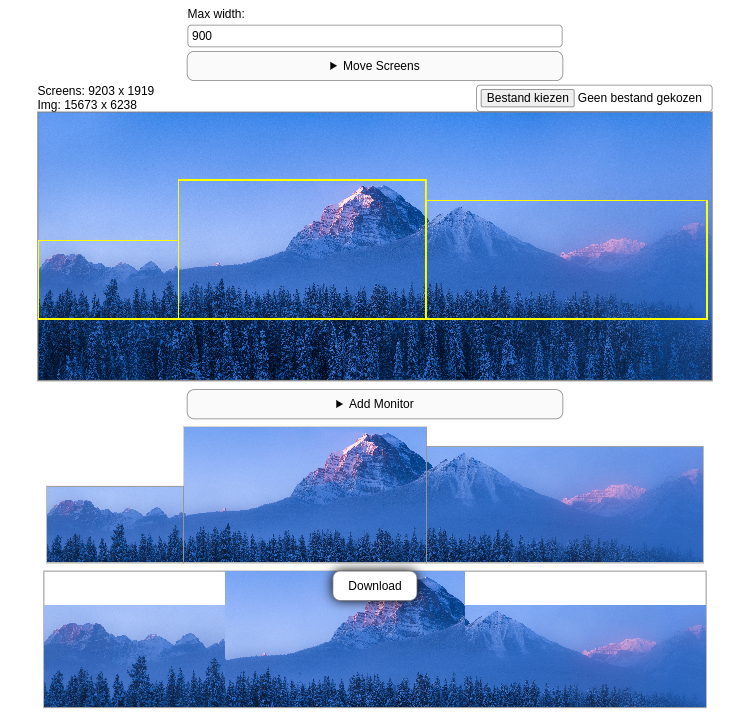 Max width:
900
▶ Move Screens
Screens: 9203 x 1919
Img: 15673 x 6238
Bestand kiezen Geen bestand gekozen
▶ Add Monitor
Download